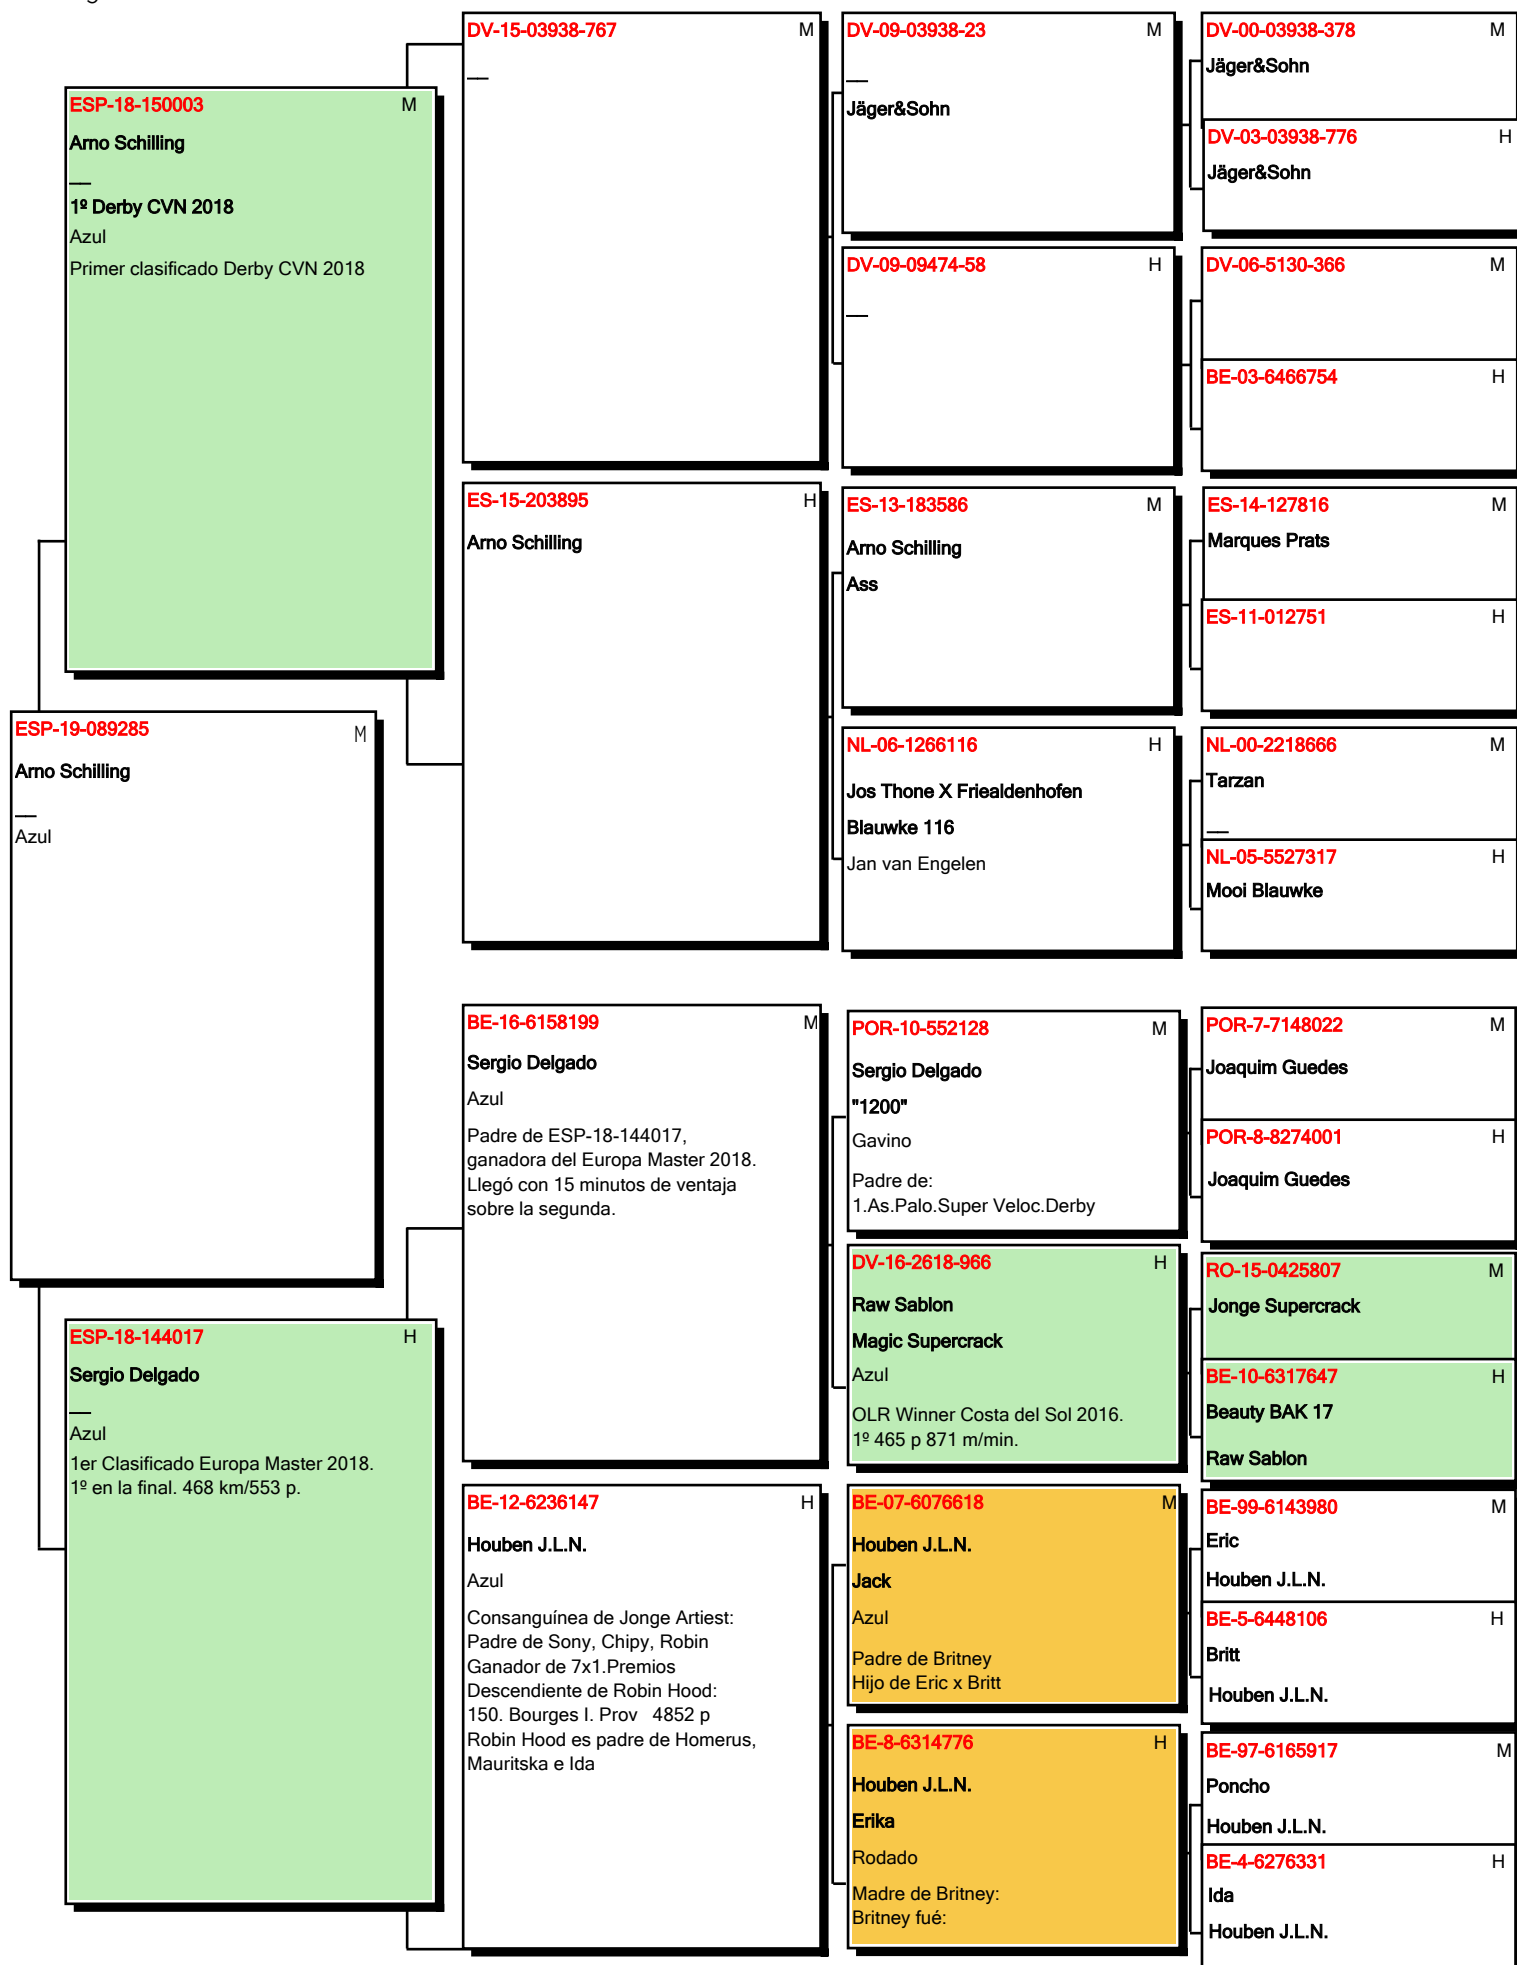 ESP-19-089285 M
Arno Schilling
__
Azul
ESP-18-150003 M
Arno Schilling
__
1º Derby CVN 2018
Azul
Primer clasificado Derby CVN 2018
ESP-18-144017 H
Sergio Delgado
__
Azul
1er Clasificado Europa Master 2018.
1º en la final. 468 km/553 p.
DV-15-03938-767 M
__
ES-15-203895 H
Arno Schilling
BE-16-6158199 M
Sergio Delgado
Azul
Padre de ESP-18-144017,
ganadora del Europa Master 2018.
Llegó con 15 minutos de ventaja
sobre la segunda.
BE-12-6236147 H
Houben J.L.N.
Azul
Consanguínea de Jonge Artiest:
Padre de Sony, Chipy, Robin
Ganador de 7x1.Premios
Descendiente de Robin Hood:
150. Bourges I. Prov 4852 p
Robin Hood es padre de Homerus,
Mauritska e Ida
DV-09-03938-23 M
__
Jäger&Sohn
DV-09-09474-58 H
__
ES-13-183586 M
Arno Schilling
Ass
NL-06-1266116 H
Jos Thone X Friealdenhofen
Blauwke 116
Jan van Engelen
POR-10-552128 M
Sergio Delgado
"1200"
Gavino
Padre de:
1.As.Palo.Super Veloc.Derby
DV-16-2618-966 H
Raw Sablon
Magic Supercrack
Azul
OLR Winner Costa del Sol 2016.
1º 465 p 871 m/min.
BE-07-6076618 M
Houben J.L.N.
Jack
Azul
Padre de Britney
Hijo de Eric x Britt
BE-8-6314776 H
Houben J.L.N.
Erika
Rodado
Madre de Britney:
Britney fué:
DV-00-03938-378 M
Jäger&Sohn
DV-03-03938-776 H
Jäger&Sohn
DV-06-5130-366 M
BE-03-6466754 H
ES-14-127816 M
Marques Prats
ES-11-012751 H
NL-00-2218666 M
Tarzan
__
NL-05-5527317 H
Mooi Blauwke
POR-7-7148022 M
Joaquim Guedes
POR-8-8274001 H
Joaquim Guedes
RO-15-0425807 M
Jonge Supercrack
BE-10-6317647 H
Beauty BAK 17
Raw Sablon
BE-99-6143980 M
Eric
Houben J.L.N.
BE-5-6448106 H
Britt
Houben J.L.N.
BE-97-6165917 M
Poncho
Houben J.L.N.
BE-4-6276331 H
Ida
Houben J.L.N.